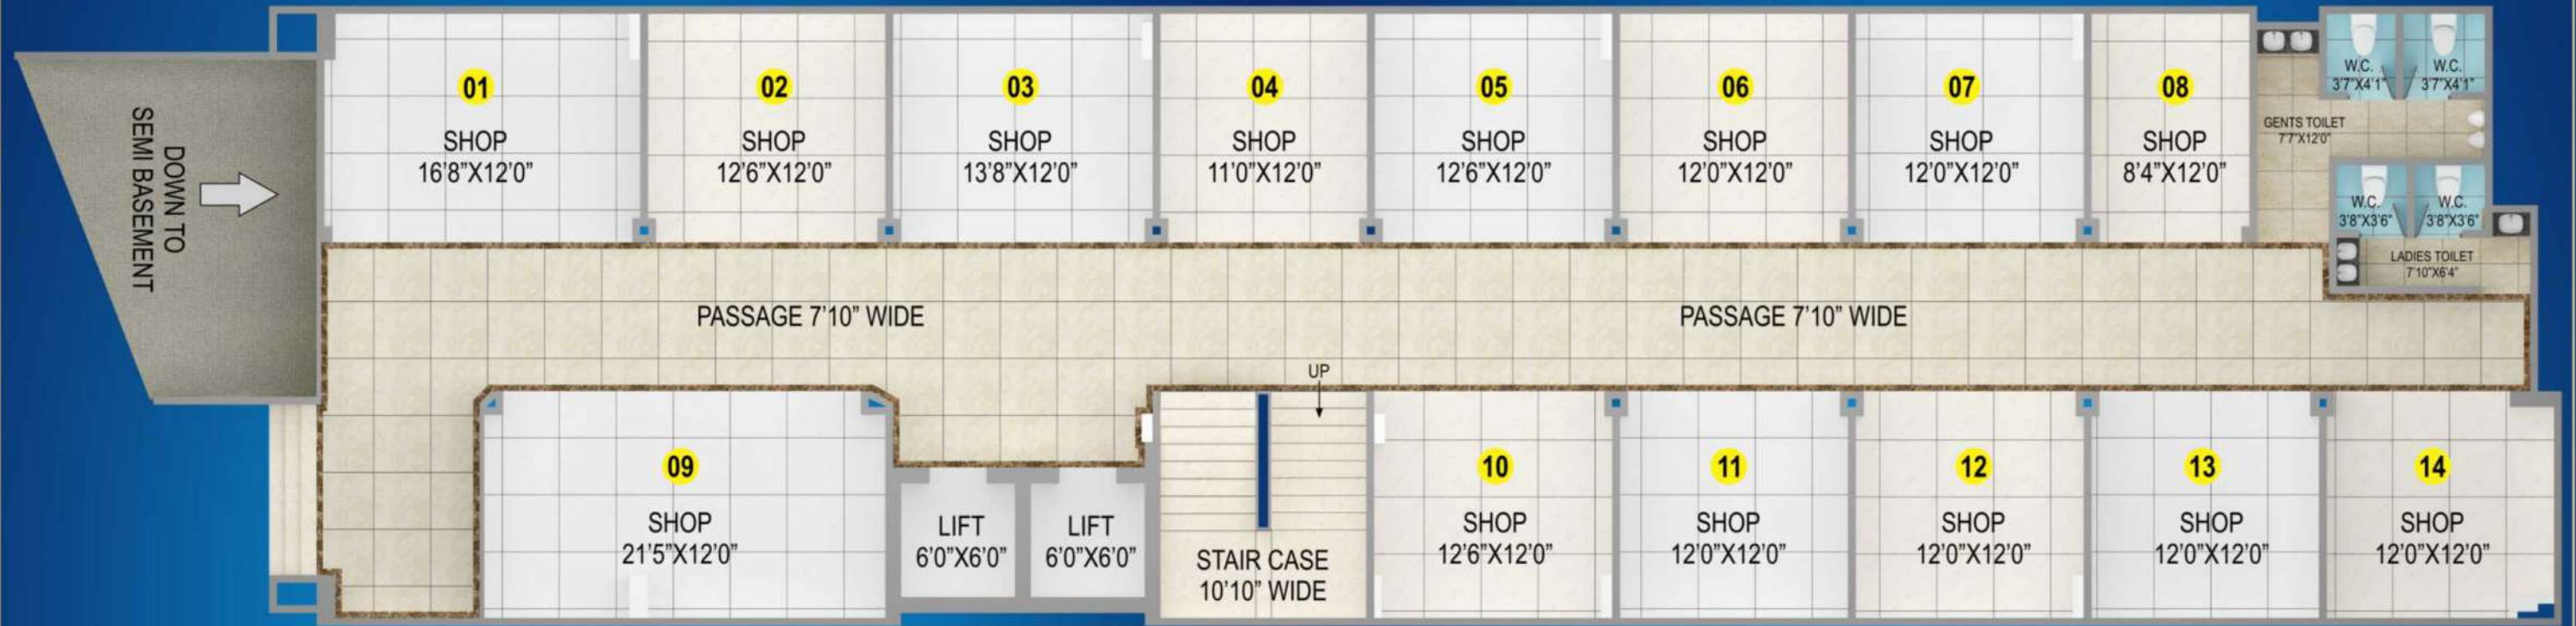 DOWN TO
SEMI BASEMENT
01
SHOP
16'8"X12'0"
02
SHOP
12'6"X12'0"
03
SHOP
13'8"X12'0"
04
SHOP
11'0"X12'0"
05
SHOP
12'6"X12'0"
06
SHOP
12'0"X12'0"
07
SHOP
12'0"X12'0"
08
SHOP
8'4"X12'0"
W.C.
3'7"X4'1"
W.C.
3'7"X4'1"
GENTS TOILET
7'7"X12'0"
W.C.
3'8"X3'6"
W.C.
3'8"X3'6"
LADIES TOILET
7'10"X6'4"
PASSAGE 7'10" WIDE
PASSAGE 7'10" WIDE
UP
09
SHOP
21'5"X12'0"
LIFT
6'0"X6'0"
LIFT
6'0"X6'0"
STAIR CASE
10'10" WIDE
10
SHOP
12'6"X12'0"
11
SHOP
12'0"X12'0"
12
SHOP
12'0"X12'0"
13
SHOP
12'0"X12'0"
14
SHOP
12'0"X12'0"